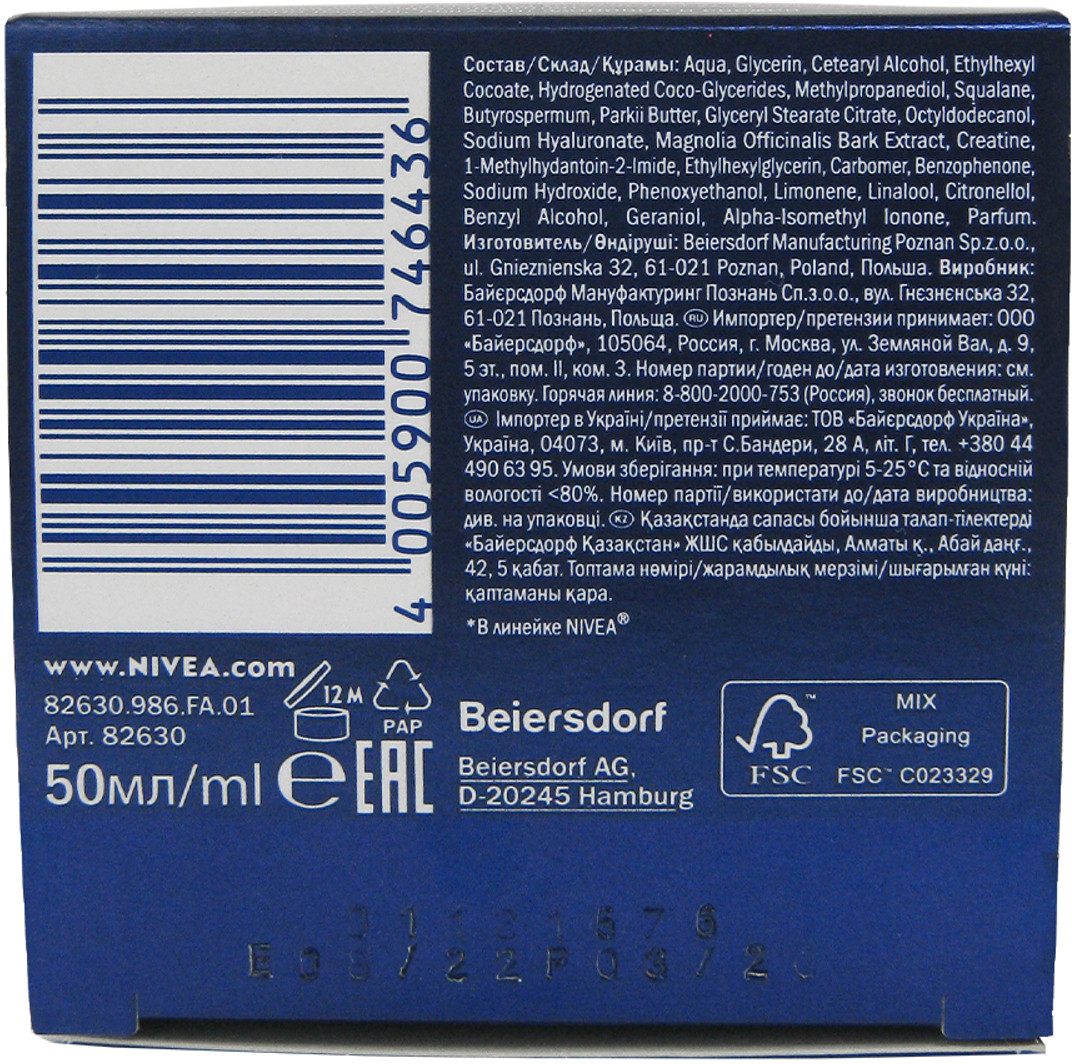 4 005900 746436
Состав/Склад/Құрамы: Aqua, Glycerin, Cetearyl Alcohol, Ethylhexyl
Cocoate, Hydrogenated Coco-Glycerides, Methylpropanediol, Squalane,
Butyrospermum, Parkii Butter, Glyceryl Stearate Citrate, Octyldodecanol,
Sodium Hyaluronate, Magnolia Officinalis Bark Extract, Creatine,
1-Methylhydantoin-2-Imide, Ethylhexylglycerin, Carbomer, Benzophenone,
Sodium Hydroxide, Phenoxyethanol, Limonene, Linalool, Citronellol,
Benzyl Alcohol, Geraniol, Alpha-Isomethyl Ionone, Parfum.
Изготовитель/Өндіруші: Beiersdorf Manufacturing Poznan Sp.z.o.o.,
ul. Gnieznienska 32, 61-021 Poznan, Poland, Польша. Виробник:
Байєрсдорф Мануфактуринг Познань Сп.з.о.о., вул. Гнєзнєнська 32,
61-021 Познань, Польща. RU Импортер/претензии принимает: ООО
«Байерсдорф», 105064, Россия, г. Москва, ул. Земляной Вал, д. 9,
5 эт., пом. II, ком. 3. Номер партии/годен до/дата изготовления: см.
упаковку. Горячая линия: 8-800-2000-753 (Россия), звонок бесплатный.
UA Імпортер в Україні/претензії приймає: ТОВ «Байєрсдорф Україна»,
Україна, 04073, м. Київ, пр-т С.Бандери, 28 А, літ. Г, тел. +380 44
490 63 95. Умови зберігання: при температурі 5-25°C та відносній
вологості <80%. Номер партії/використати до/дата виробництва:
див. на упаковці. KZ Қазақстанда сапасы бойынша талап-тілектерді
«Байерсдорф Қазақстан» ЖШС қабылдайды, Алматы қ., Абай даңғ.,
42, 5 қабат. Топтама нөмірі/жарамдылық мерзімі/шығарылған күні:
қаптаманы қара.
*В линейке NIVEA®
www.NIVEA.com
82630.986.FA.01
Арт. 82630
50мл/ml e EAC
12 M
PAP
Beiersdorf
Beiersdorf AG,
D-20245 Hamburg
FSC™
MIX
Packaging
FSC™ C023329